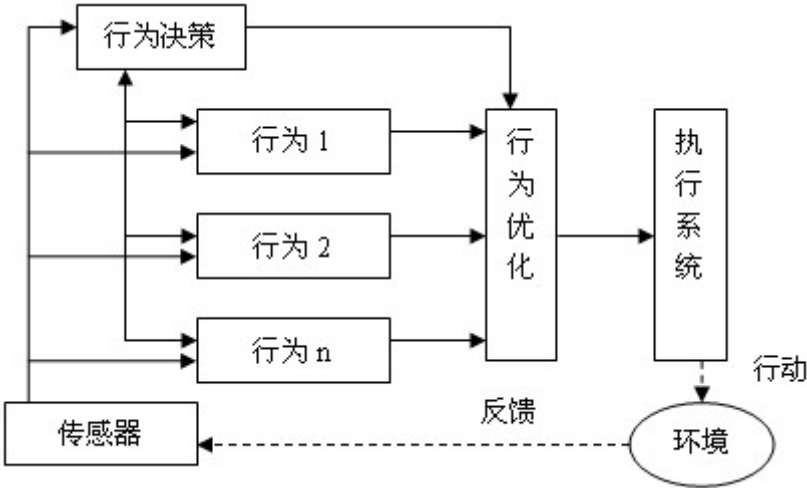 行为决策
行为 1
行为 2
行为 n
行为优化
执行系统
行动
反馈
传感器
环境